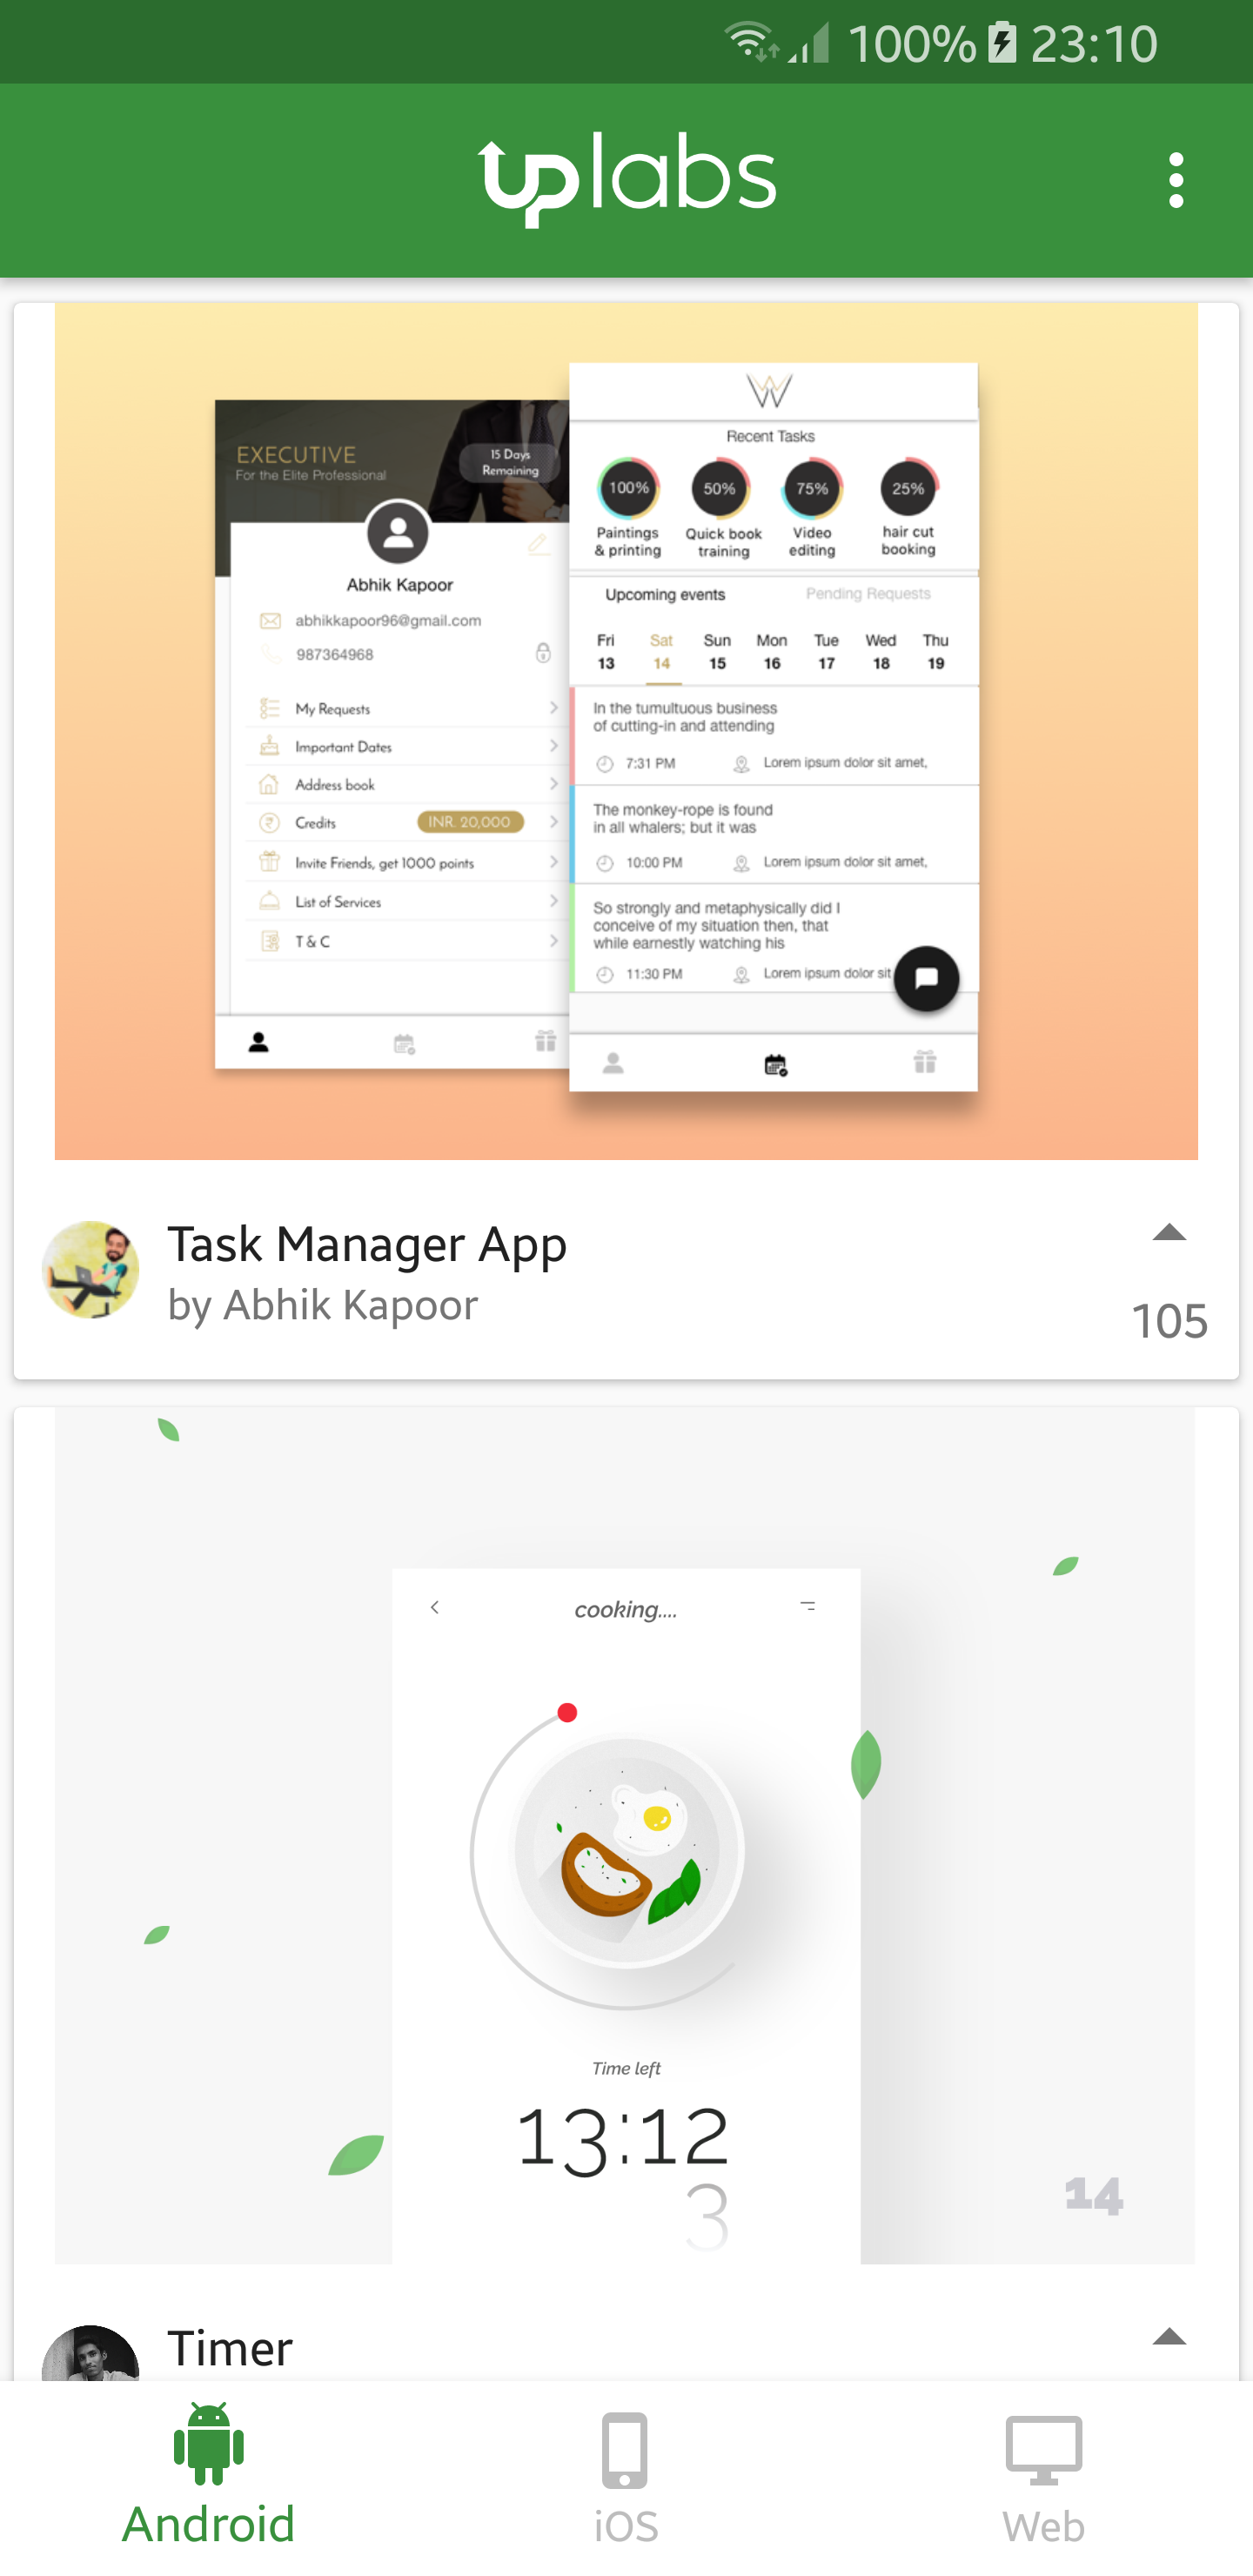 100% 23:10
uplabs
EXECUTIVE
For the Elite Professional
15 Days
Remaining
Abhik Kapoor
abhikkapoor96@gmail.com
987364968
My Requests
Important Dates
Address book
Credits
INR. 20,000
Invite Friends, get 1000 points
List of Services
T & C
W
Recent Tasks
100% 50% 75% 25%
Paintings
& printing
Quick book
training
Video
editing
hair cut
booking
Upcoming events Pending Requests
Fri Sat Sun Mon Tue Wed Thu
13 14 15 16 17 18 19
In the tumultuous business
of cutting-in and attending
7:31 PM Lorem ipsum dolor sit amet,
The monkey-rope is found
in all whalers; but it was
10:00 PM Lorem ipsum dolor sit amet,
So strongly and metaphysically did I
conceive of my situation then, that
while earnestly watching his
11:30 PM Lorem ipsum dolor sit
Task Manager App
by Abhik Kapoor
105
cooking....
Time left
13:12
3
14
Timer
Android iOS Web